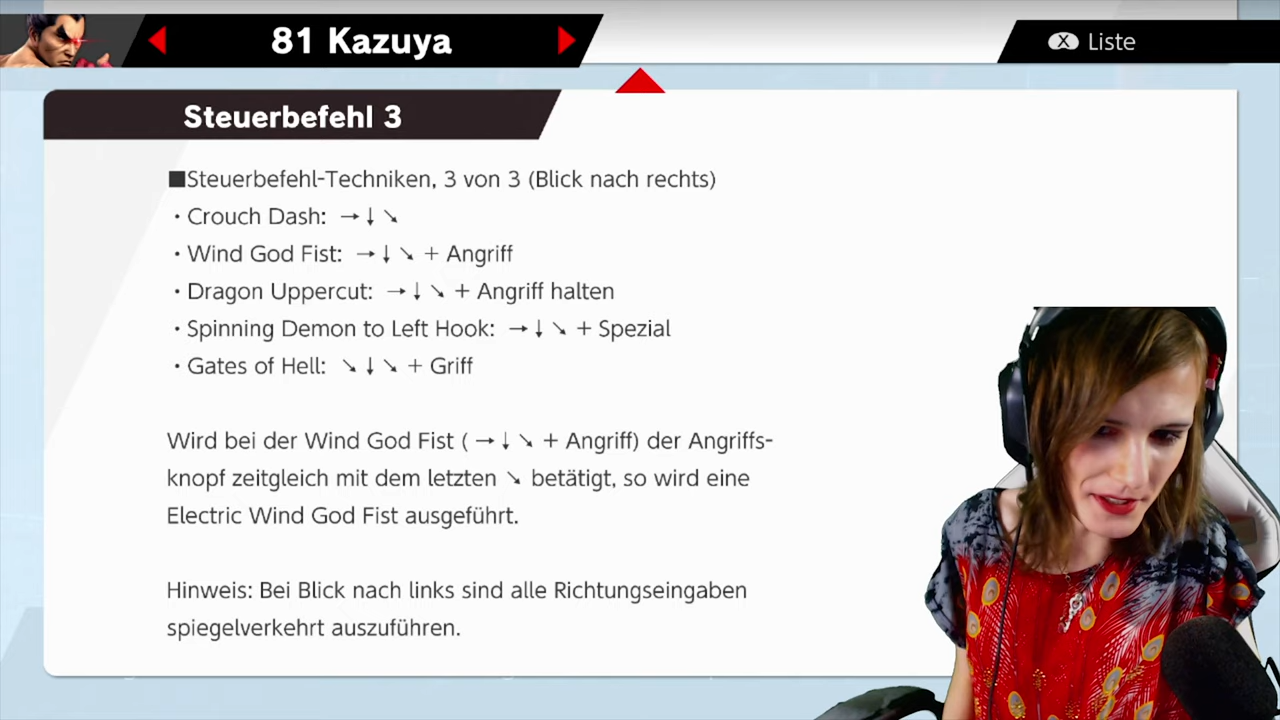 81 Kazuya
X Liste
Steuerbefehl 3
■Steuerbefehl-Techniken, 3 von 3 (Blick nach rechts)
・Crouch Dash: →↓↘
・Wind God Fist: →↓↘ + Angriff
・Dragon Uppercut: →↓↘ + Angriff halten
・Spinning Demon to Left Hook: →↓↘ + Spezial
・Gates of Hell: ↘↓↘ + Griff
Wird bei der Wind God Fist ( →↓↘ + Angriff) der Angriffs-
knopf zeitgleich mit dem letzten ↘ betätigt, so wird eine
Electric Wind God Fist ausgeführt.
Hinweis: Bei Blick nach links sind alle Richtungseingaben
spiegelverkehrt auszuführen.